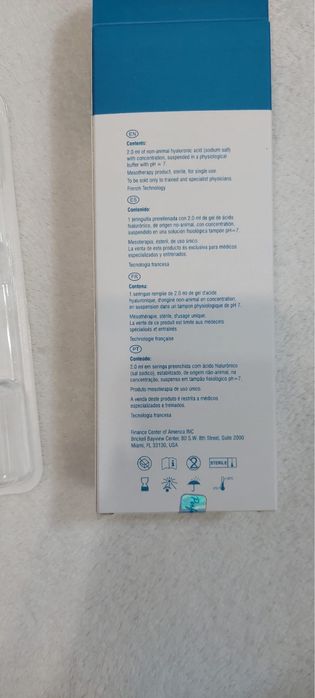 EN
Contents:
2.0 ml of non-animal hyaluronic acid (sodium salt)
with concentration, suspended in a physiological
buffer with pH = 7.
Mesotherapy product, sterile, for single use.
To be sold only to trained and specialist physicians.
French Technology
ES
Contenido:
1 jeringuilla prerellenada con 2.0 ml de gel de ácido
hialurónico, de origen no-animal, con concentración,
suspendido en una solución fisiológica tampon pH=7.
Mesoterapia, estéril, de uso único.
La venta de este producto es exclusiva para médicos
especializados y entrenados.
Tecnología francesa
FR
Contenu:
1 seringue remplie de 2.0 ml de gel d'acide
hyaluronique, d'origine non-animal en concentration,
en suspension dans un tampon physiologique de pH 7.
Mesothérapie, stérile, d'usage unique.
La vente de ce produit est limité aux médecins
spécialisés et entraînés.
Technologie française
PT
Conteúdo:
2.0 ml em seringa preenchida com ácido hialurônico
(sal sódico), estabilizado, de origem não-animal, na
concentração, suspenso em tampão fisiológico pH=7.
Produto mesoterapia de uso único.
A venda deste produto é restrita a médicos
especializados e treinados.
Tecnologia francesa
Finance Center of America INC
Brickell Bayview Center, 80 S.W. 8th Street, Suite 2000
Miami, FL 33130, USA
STERILE